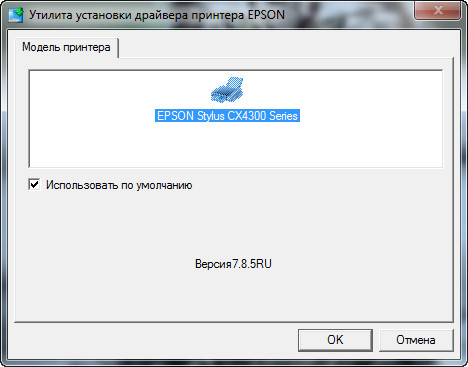 Утилита установки драйвера принтера EPSON
Модель принтера
EPSON Stylus CX4300 Series
Использовать по умолчанию
Версия7.8.5RU
OK
Отмена